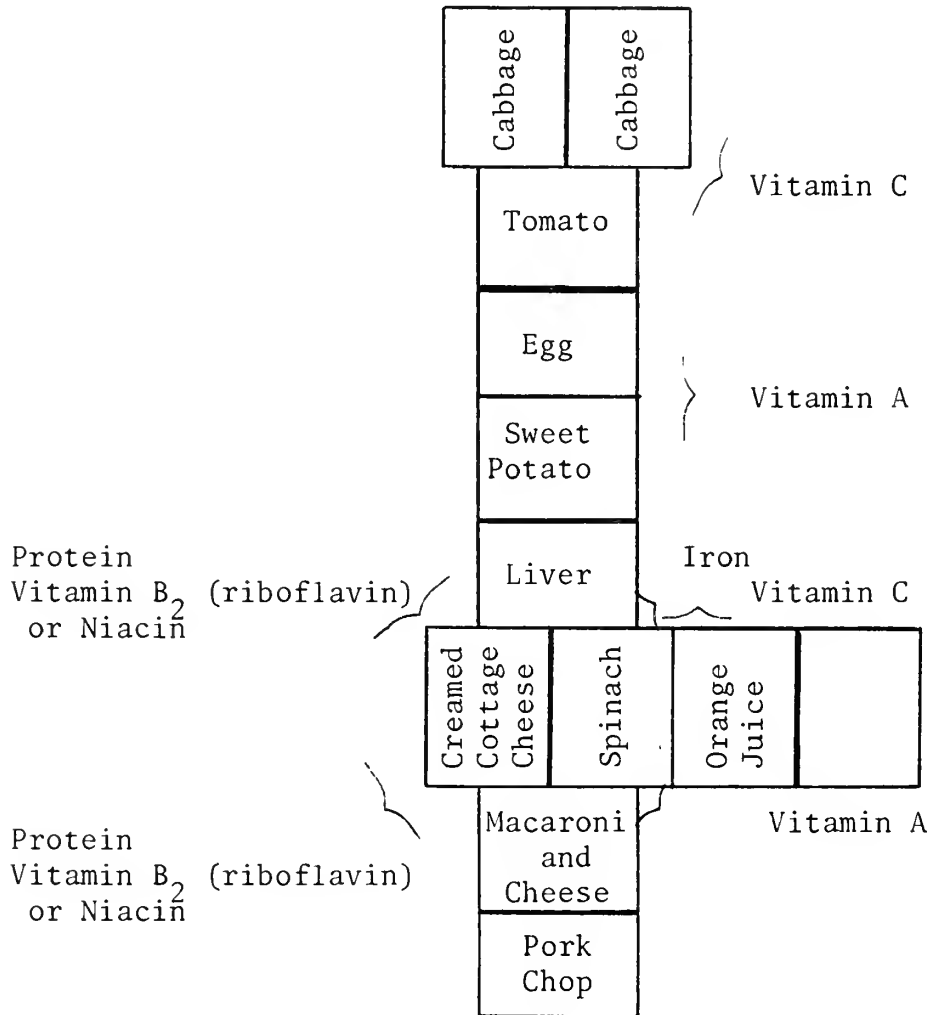 Cabbage
Cabbage
Vitamin C
Tomato
Egg
Vitamin A
Sweet
Potato
Protein
Vitamin B₂ (riboflavin)
or Niacin
Liver
Iron
Vitamin C
Creamed
Cottage
Cheese
Spinach
Orange
Juice
Protein
Vitamin B₂ (riboflavin)
or Niacin
Macaroni
and
Cheese
Vitamin A
Pork
Chop